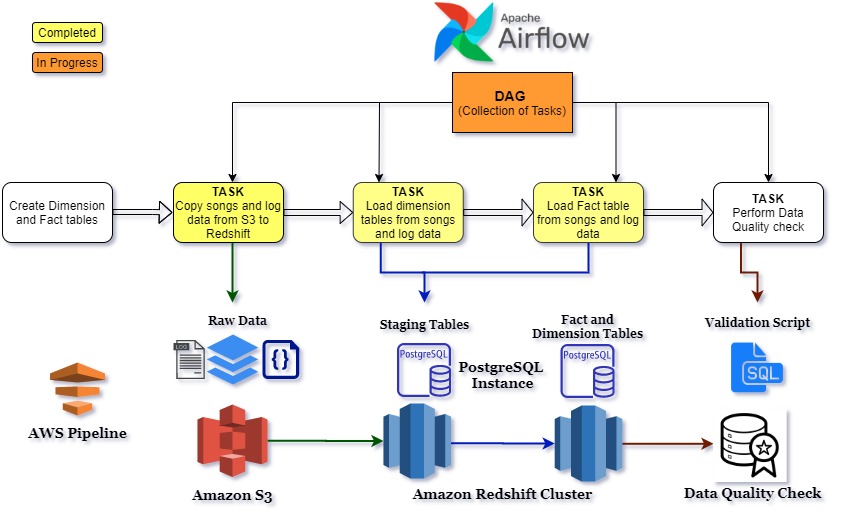 Apache
Airflow
Completed
In Progress
DAG
(Collection of Tasks)
Create Dimension
and Fact tables
TASK
Copy songs and log
data from S3 to
Redshift
TASK
Load dimension
tables from songs
and log data
TASK
Load Fact table
from songs and log
data
TASK
Perform Data
Quality check
Raw Data
LOG
{}
Staging Tables
PostgreSQL
PostgreSQL
Instance
Fact and
Dimension Tables
PostgreSQL
Validation Script
SQL
AWS Pipeline
Amazon S3
Amazon Redshift Cluster
Data Quality Check